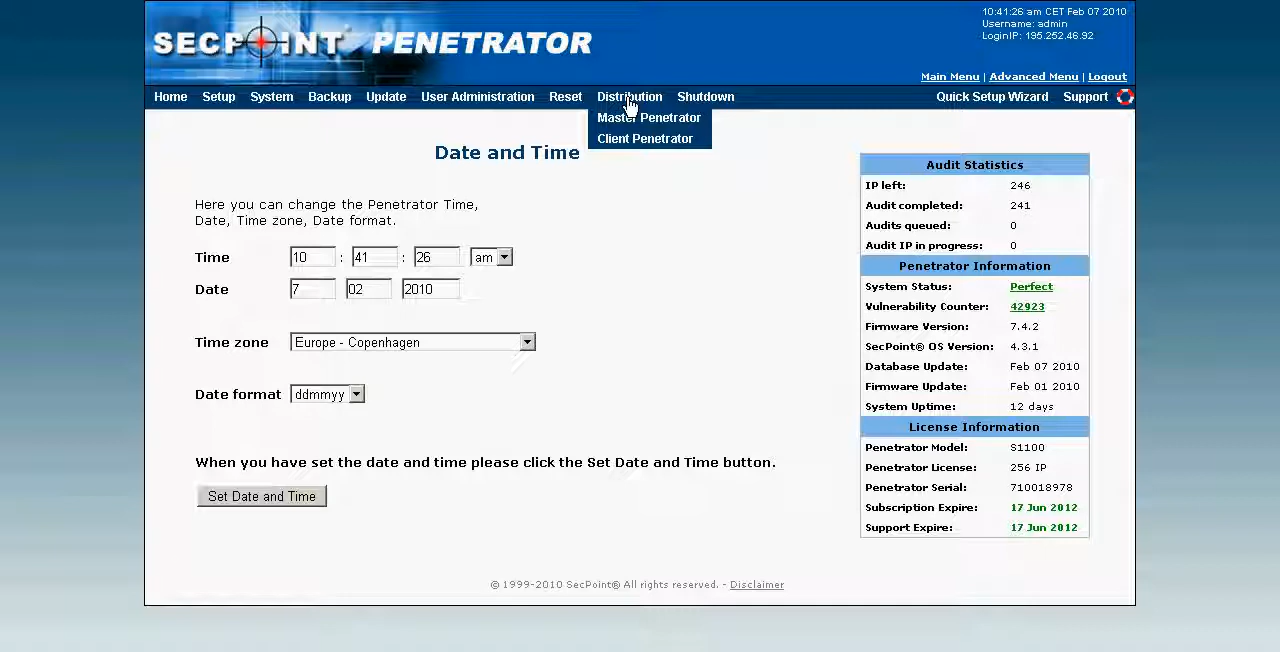 SECPOINT PENETRATOR
10:41:26 am CET Feb 07 2010
Username: admin
LoginIP: 195.252.46.92
Main Menu | Advanced Menu | Logout
Home Setup System Backup Update User Administration Reset Distribution Shutdown Quick Setup Wizard Support
Master Penetrator
Client Penetrator
Date and Time
Here you can change the Penetrator Time,
Date, Time zone, Date format.
Time 10 : 41 : 26 am
Date 7 02 2010
Time zone Europe - Copenhagen
Date format ddmmyy
When you have set the date and time please click the Set Date and Time button.
Set Date and Time
Audit Statistics
IP left: 246
Audit completed: 241
Audits queued: 0
Audit IP in progress: 0
Penetrator Information
System Status: Perfect
Vulnerability Counter: 42923
Firmware Version: 7.4.2
SecPoint® OS Version: 4.3.1
Database Update: Feb 07 2010
Firmware Update: Feb 01 2010
System Uptime: 12 days
License Information
Penetrator Model: S1100
Penetrator License: 256 IP
Penetrator Serial: 710018978
Subscription Expire: 17 Jun 2012
Support Expire: 17 Jun 2012
© 1999-2010 SecPoint® All rights reserved. - Disclaimer